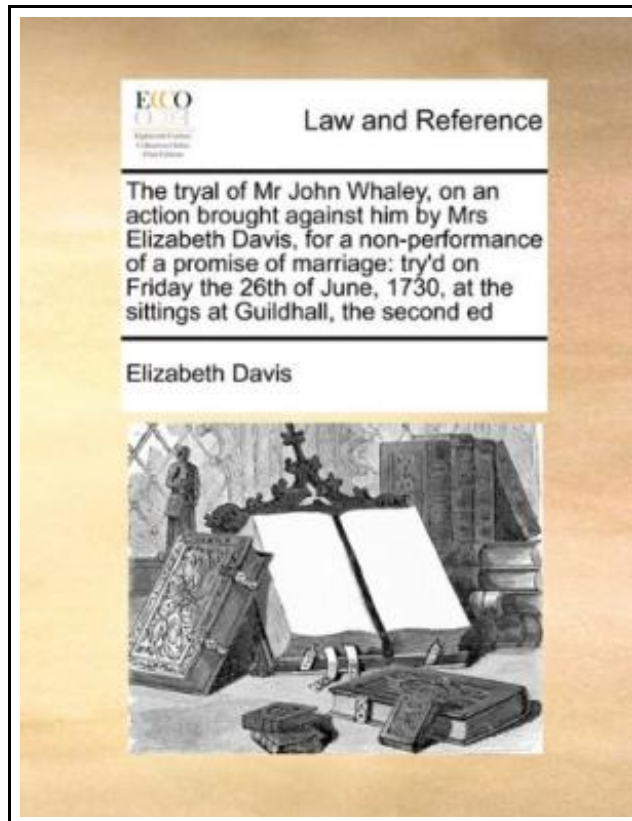 ECCO
Law and Reference
The tryal of Mr John Whaley, on an
action brought against him by Mrs
Elizabeth Davis, for a non-performance
of a promise of marriage: try'd on
Friday the 26th of June, 1730, at the
sittings at Guildhall, the second ed
Elizabeth Davis